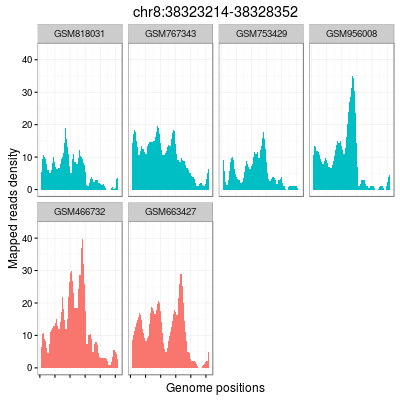 chr8:38323214-38328352
GSM818031 GSM767343 GSM753429 GSM956008
40
30
20
10
0
GSM466732 GSM663427
40
30
20
10
0
Mapped reads density
Genome positions